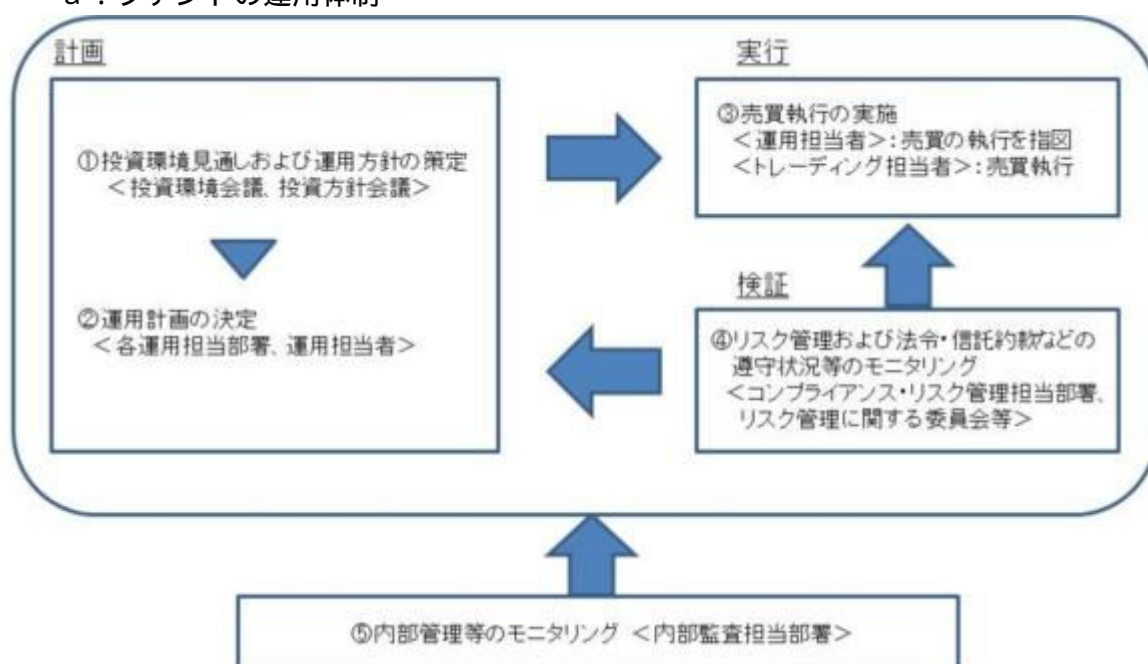 ａ．ファンドの運用体制
計画
①投資環境見通しおよび運用方針の策定
＜投資環境会議、投資方針会議＞
②運用計画の決定
＜各運用担当部署、運用担当者＞
実行
③売買執行の実施
＜運用担当者＞：売買の執行を指図
＜トレーディング担当者＞：売買執行
検証
④リスク管理および法令・信託約款などの
遵守状況等のモニタリング
＜コンプライアンス・リスク管理担当部署、
リスク管理に関する委員会等＞
⑤内部管理等のモニタリング ＜内部監査担当部署＞